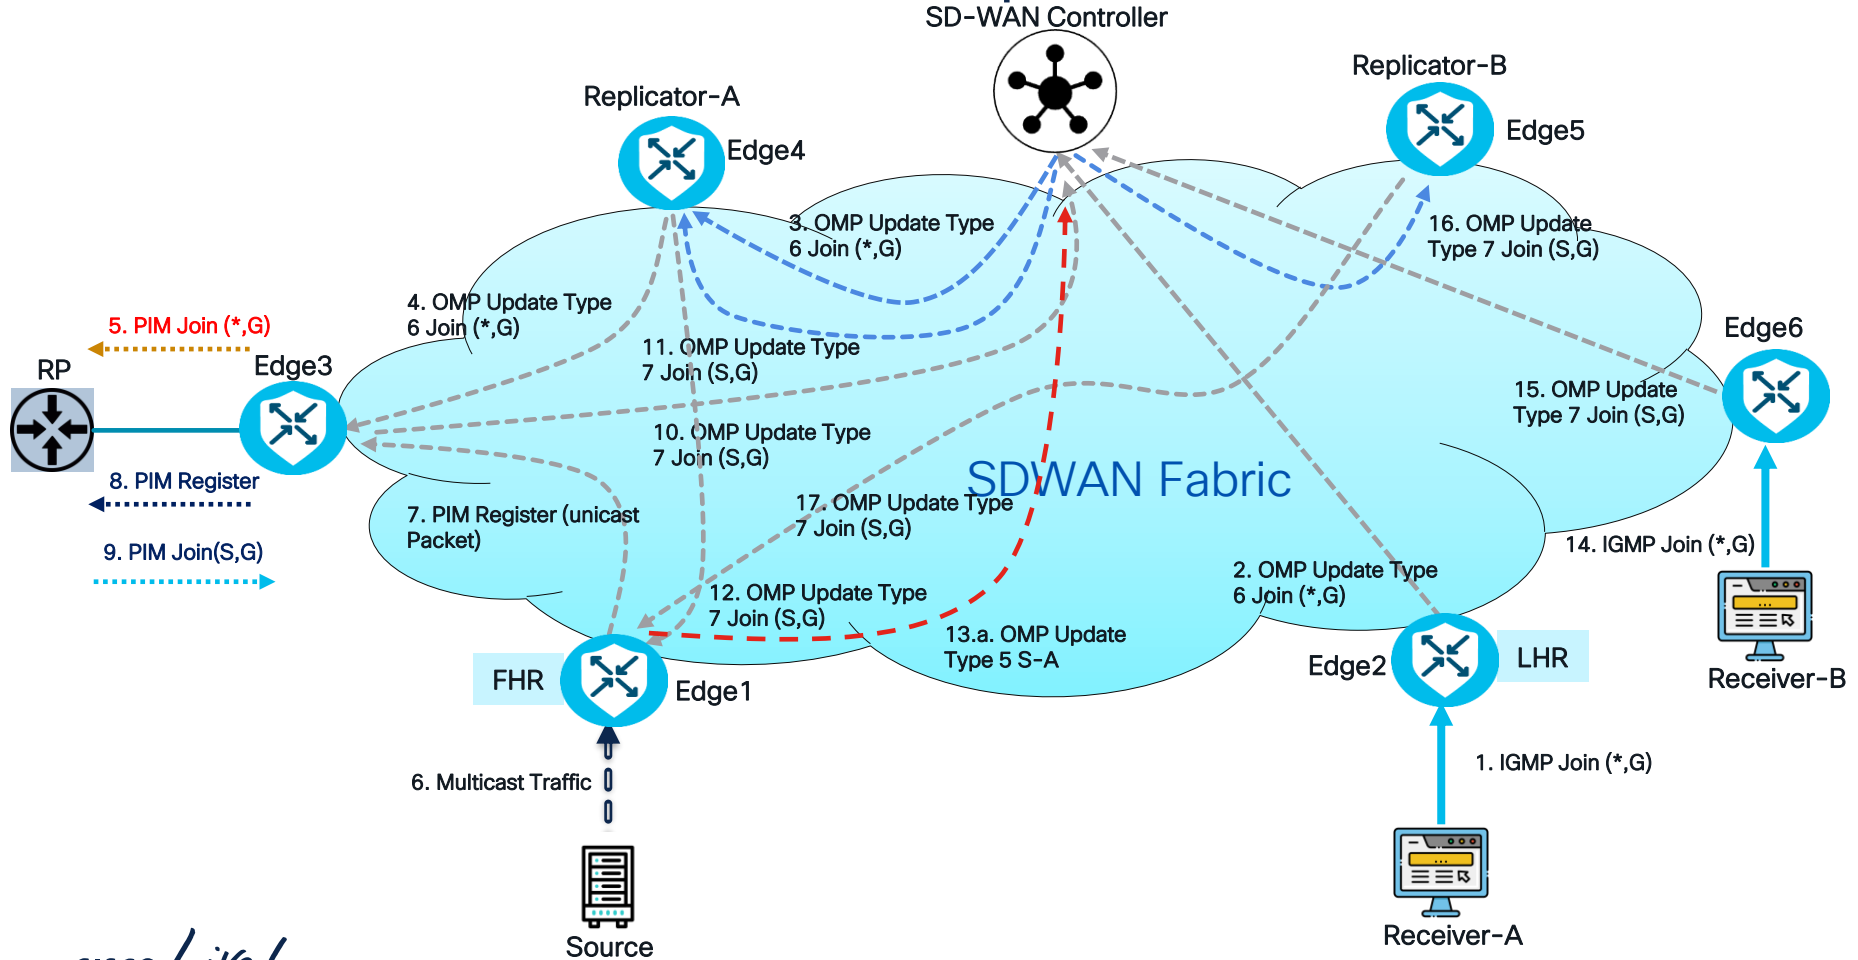 SD-WAN Controller
Replicator-B
Replicator-A
Edge5
Edge4
3. OMP Update Type
6 Join (*,G)
16. OMP Update
Type 7 Join (S,G)
4. OMP Update Type
6 Join (*,G)
5. PIM Join (*,G)
Edge6
11. OMP Update Type
7 Join (S,G)
RP
Edge3
15. OMP Update
Type 7 Join (S,G)
10. OMP Update Type
7 Join (S,G)
SDWAN Fabric
8. PIM Register
17. OMP Update Type
7 Join (S,G)
7. PIM Register (unicast
Packet)
9. PIM Join(S,G)
14. IGMP Join (*,G)
2. OMP Update Type
6 Join (*,G)
12. OMP Update Type
7 Join (S,G)
13.a. OMP Update
Type 5 S-A
FHR
Edge1
Edge2
LHR
Receiver-B
6. Multicast Traffic
1. IGMP Join (*,G)
Source
Receiver-A